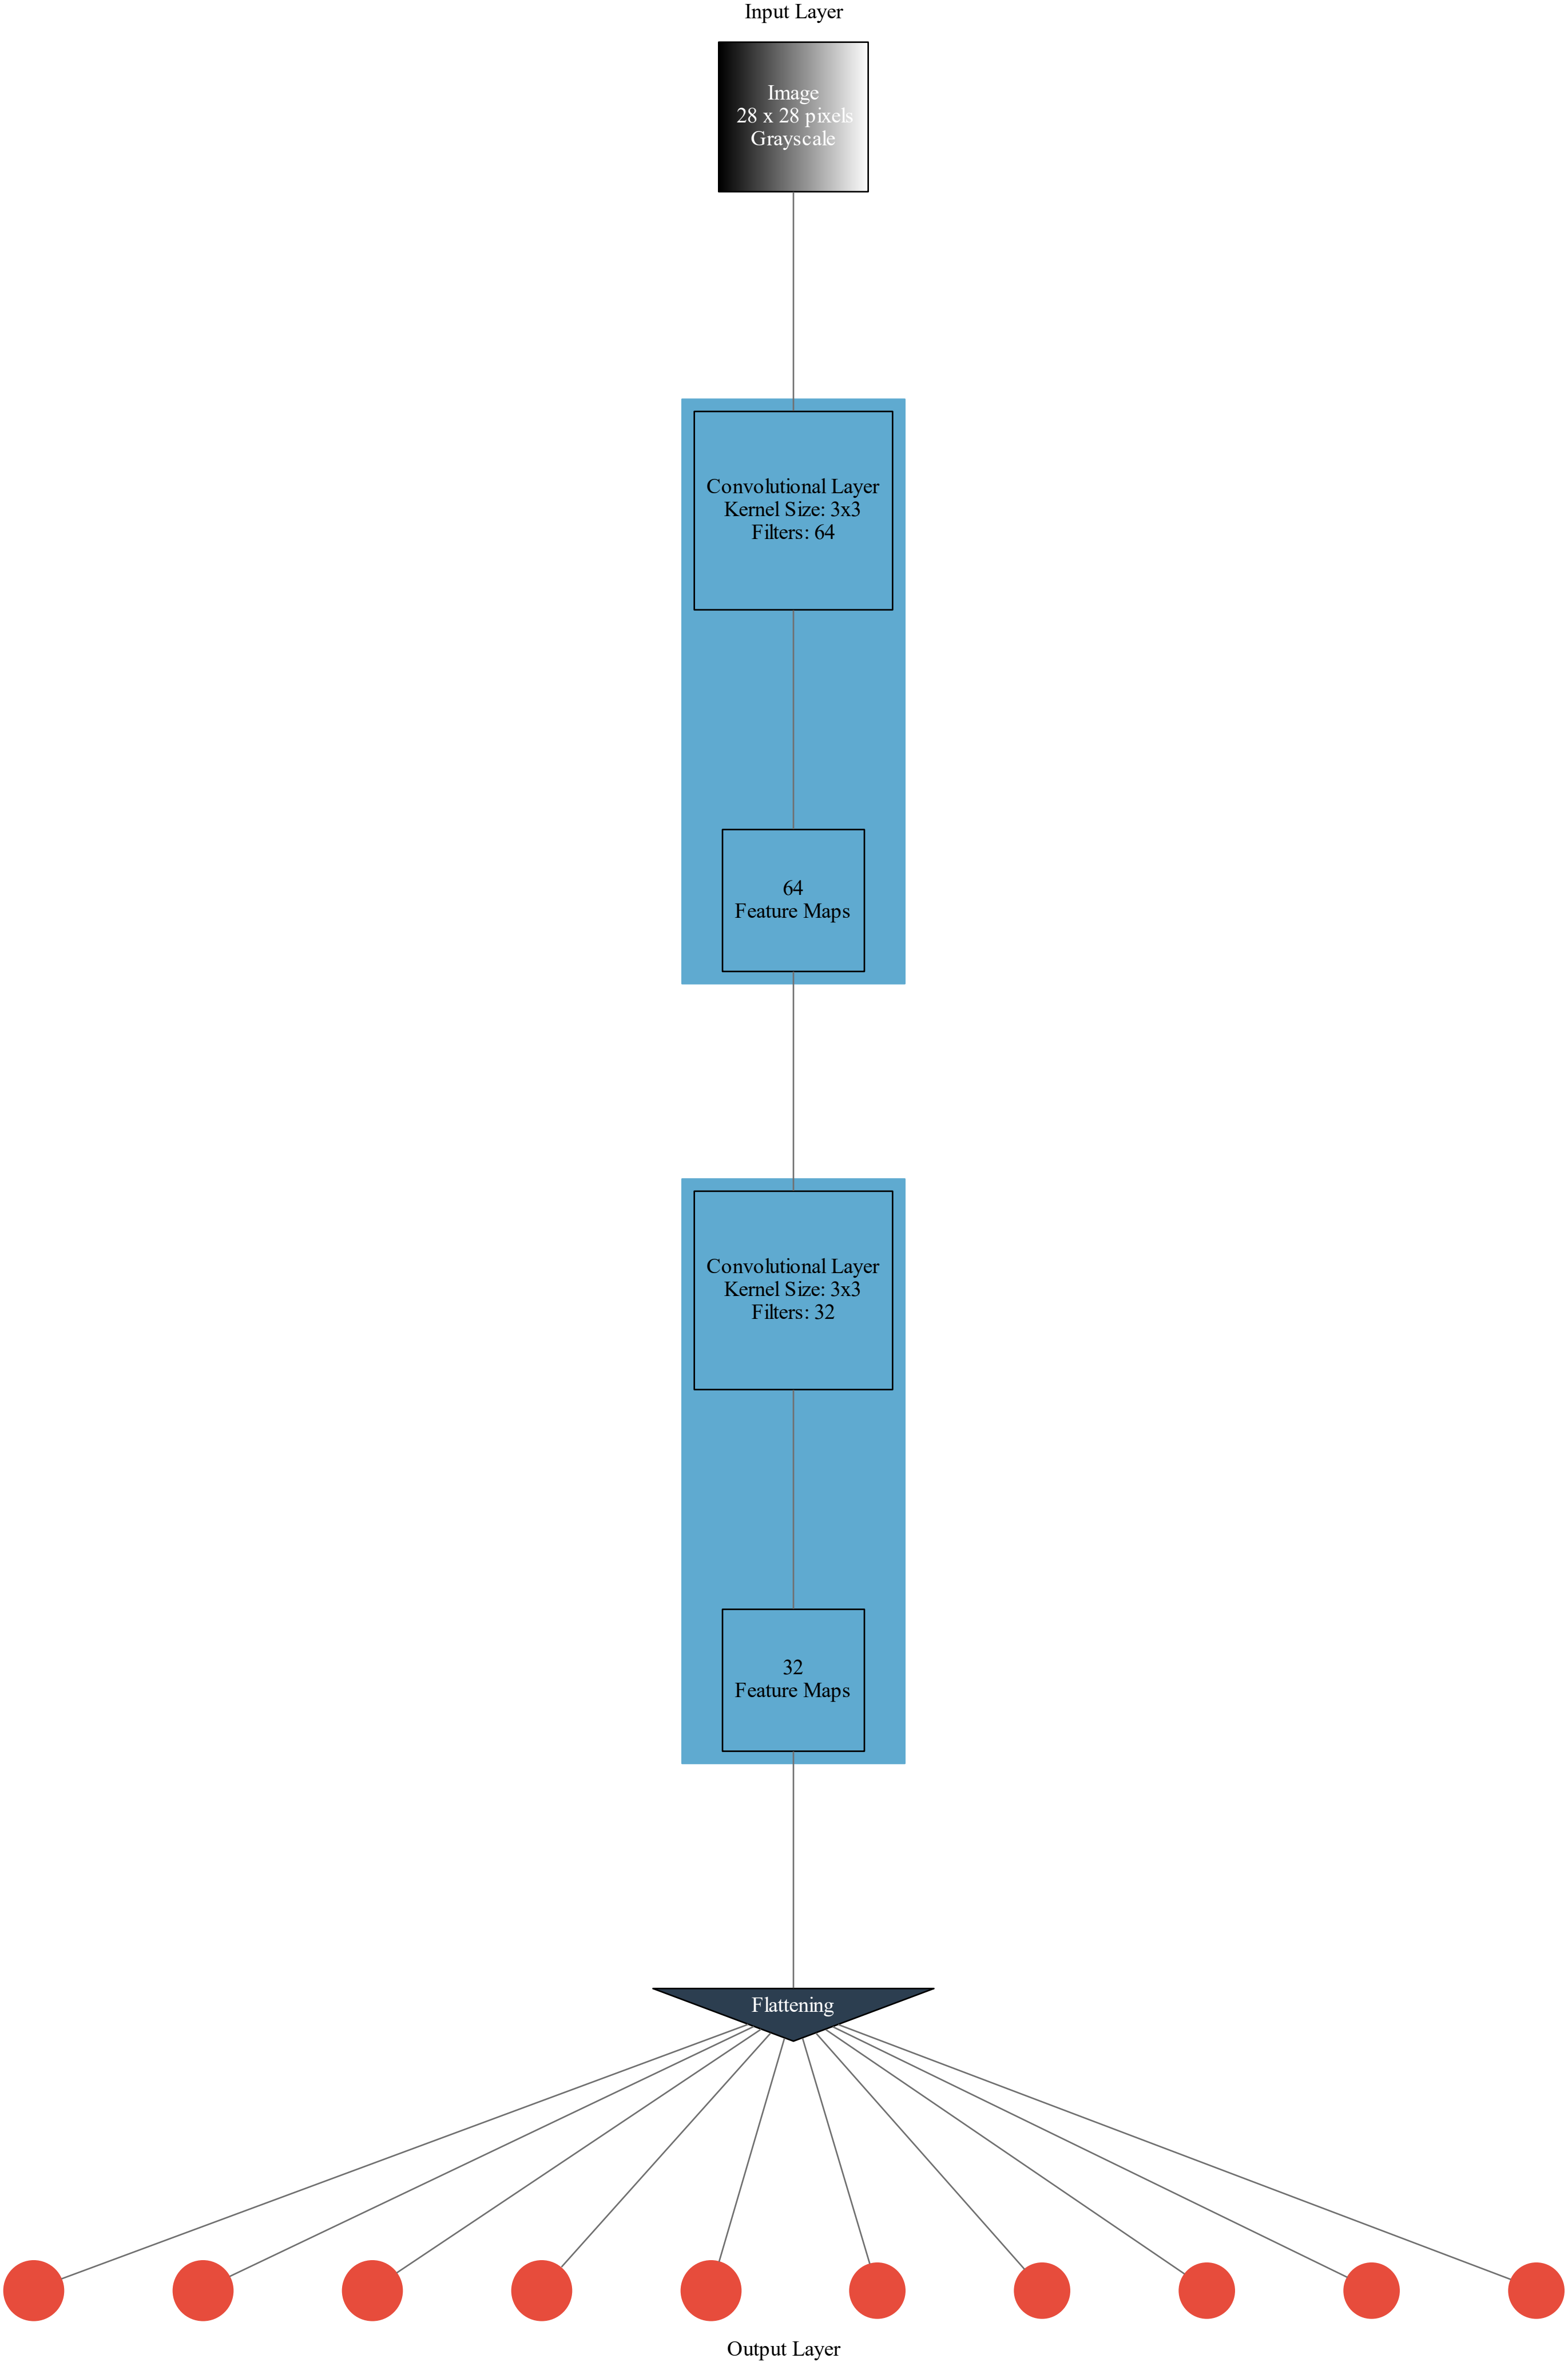 Input Layer
Image
28 x 28 pixels
Grayscale
Convolutional Layer
Kernel Size: 3x3
Filters: 64
64
Feature Maps
Convolutional Layer
Kernel Size: 3x3
Filters: 32
32
Feature Maps
Flattening
Output Layer